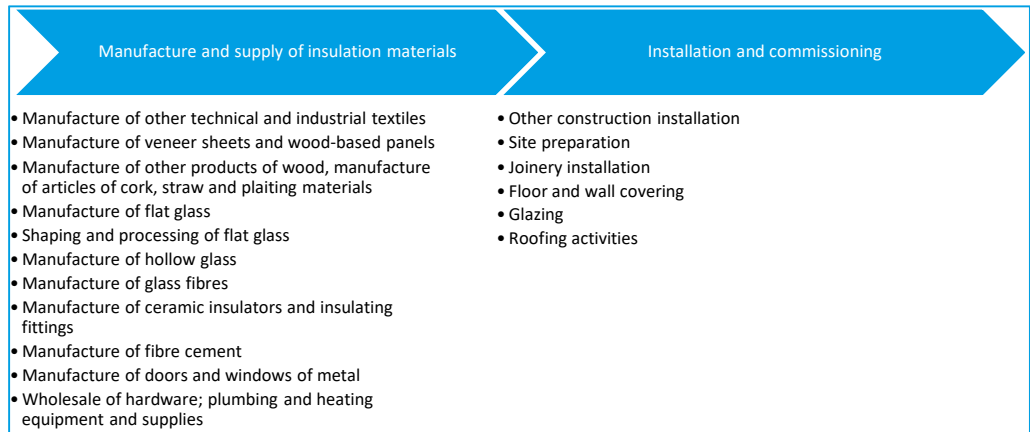 Manufacture and supply of insulation materials
Installation and commissioning
• Manufacture of other technical and industrial textiles
• Manufacture of veneer sheets and wood-based panels
• Manufacture of other products of wood, manufacture
of articles of cork, straw and plaiting materials
• Manufacture of flat glass
• Shaping and processing of flat glass
• Manufacture of hollow glass
• Manufacture of glass fibres
• Manufacture of ceramic insulators and insulating
fittings
• Manufacture of fibre cement
• Manufacture of doors and windows of metal
• Wholesale of hardware; plumbing and heating
equipment and supplies
• Other construction installation
• Site preparation
• Joinery installation
• Floor and wall covering
• Glazing
• Roofing activities